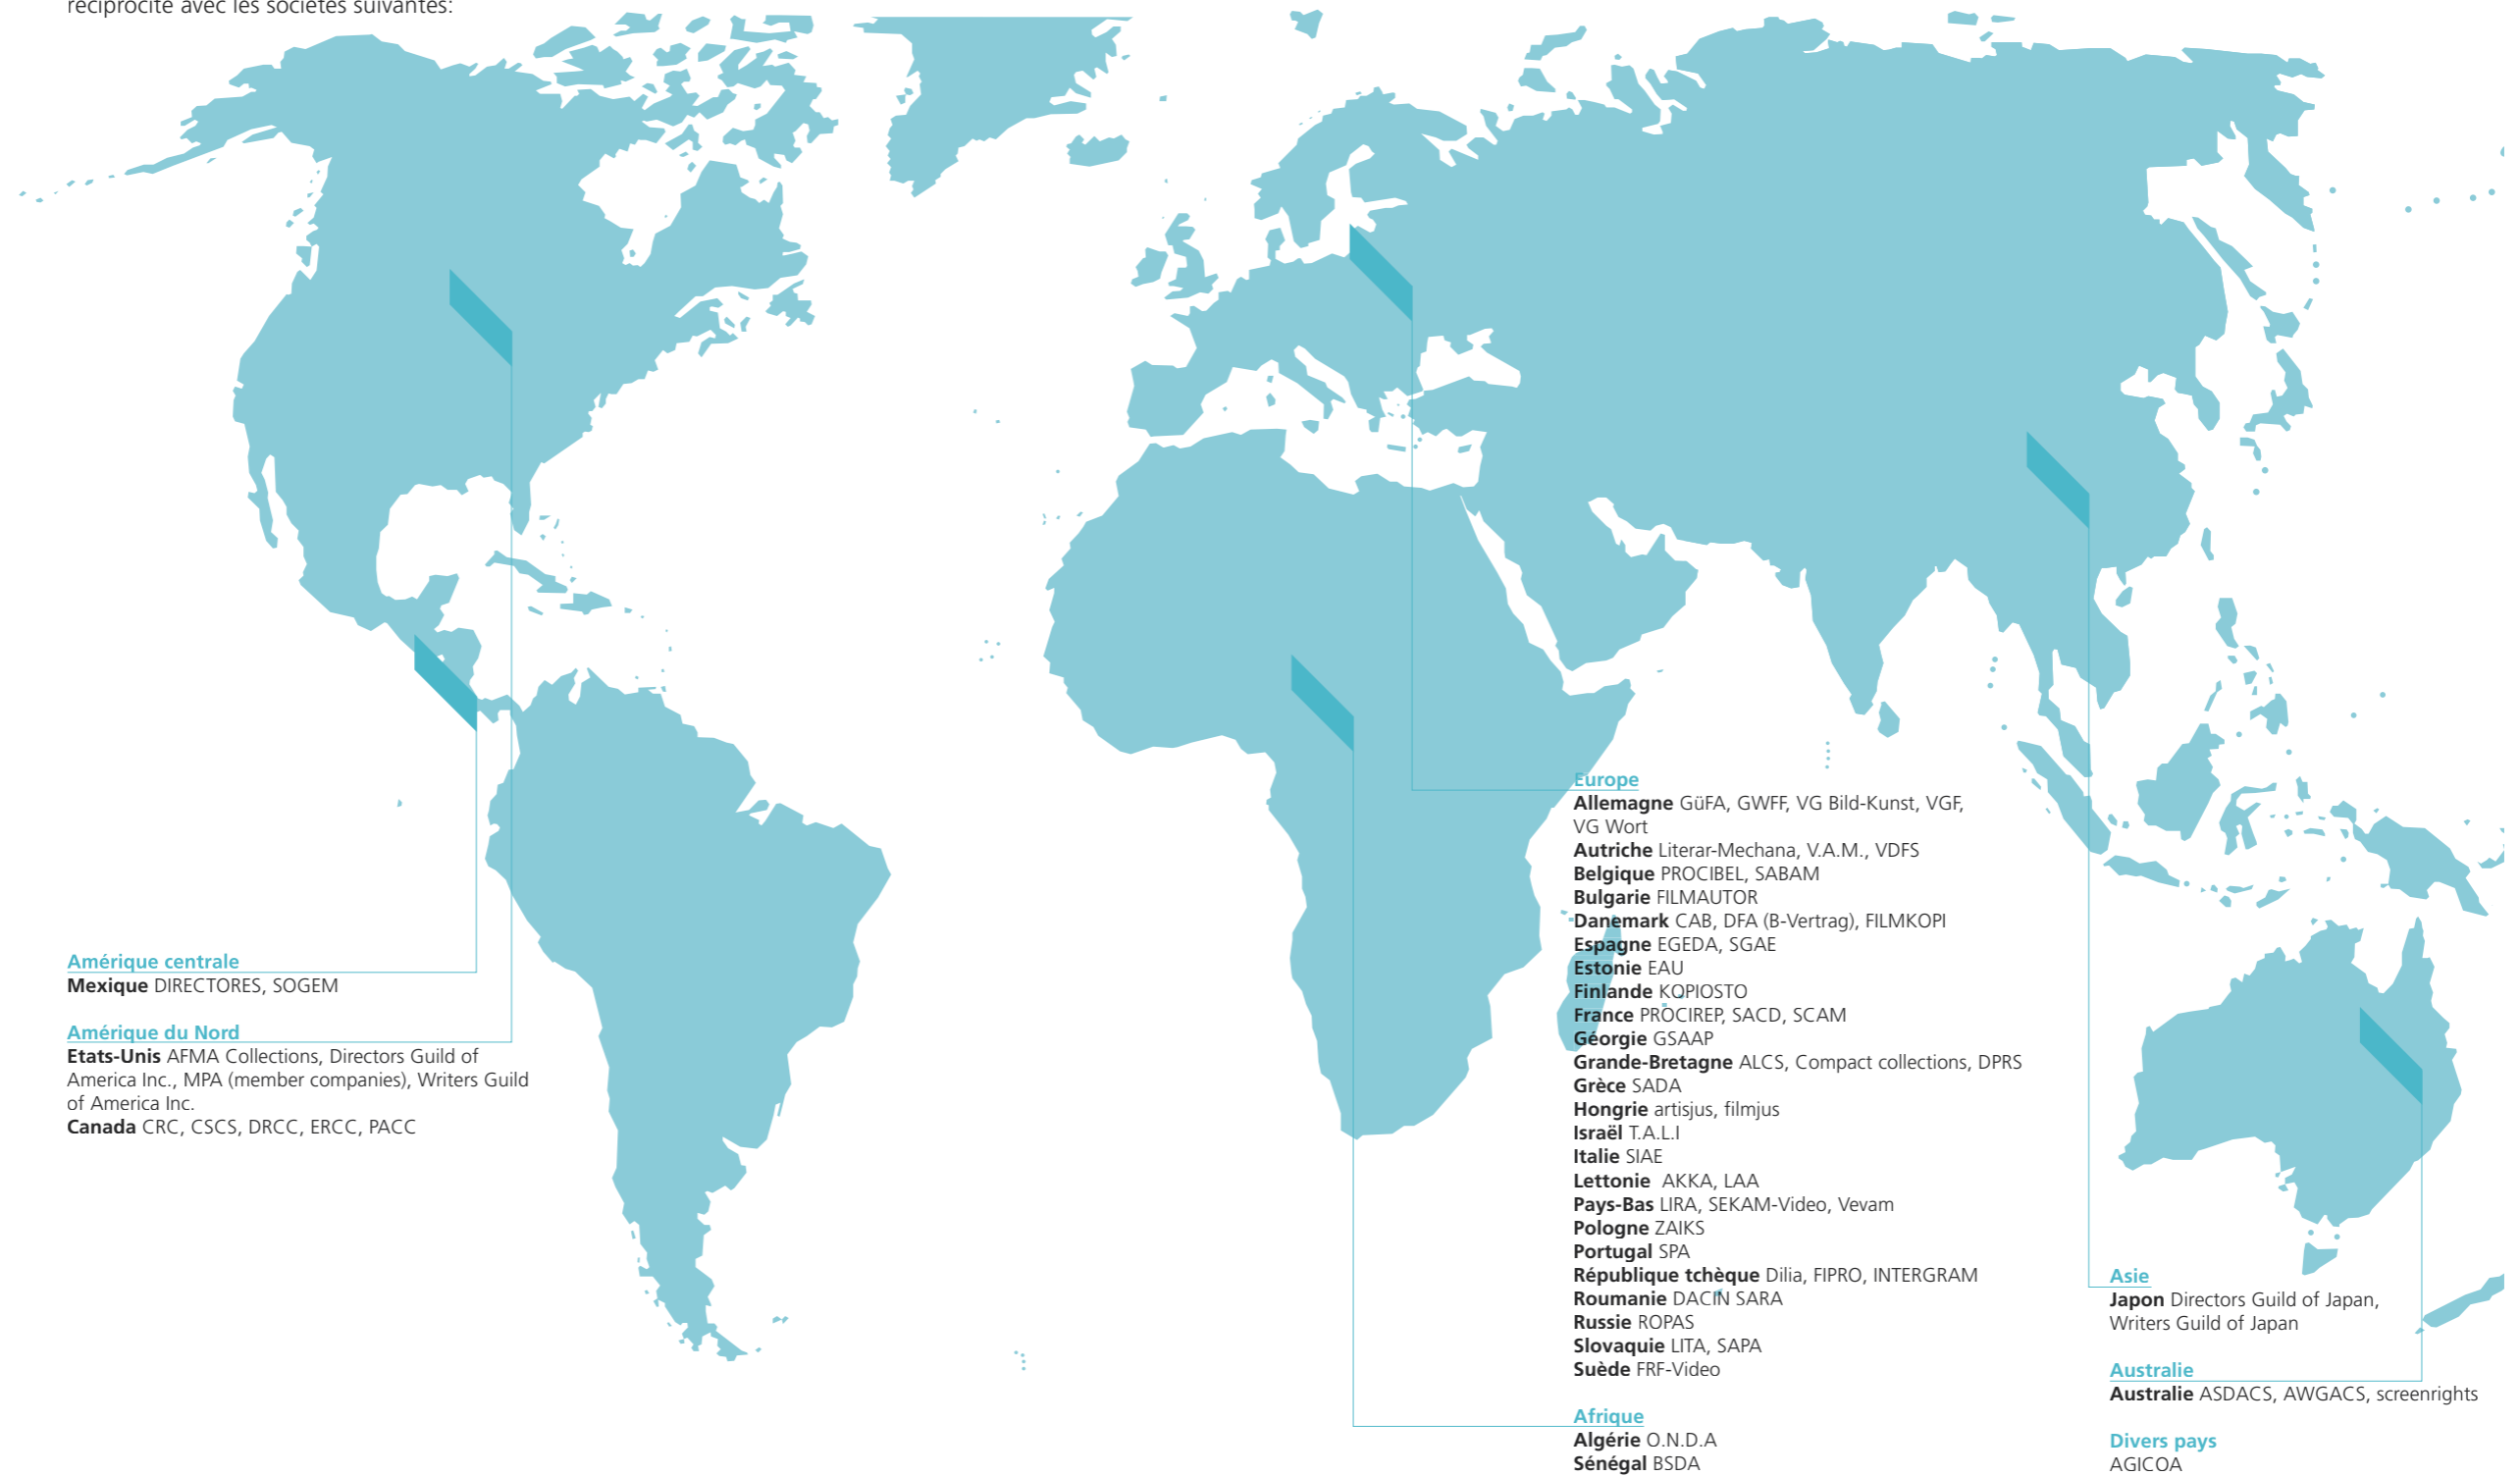 réciprocité avec les sociétés suivantes:
Amérique centrale
Mexique DIRECTORES, SOGEM
Amérique du Nord
Etats-Unis AFMA Collections, Directors Guild of
America Inc., MPA (member companies), Writers Guild
of America Inc.
Canada CRC, CSCS, DRCC, ERCC, PACC
Europe
Allemagne GüFA, GWFF, VG Bild-Kunst, VGF,
VG Wort
Autriche Literar-Mechana, V.A.M., VDFS
Belgique PROCIBEL, SABAM
Bulgarie FILMAUTOR
Danemark CAB, DFA (B-Vertrag), FILMKOPI
Espagne EGEDA, SGAE
Estonie EAU
Finlande KOPIOSTO
France PROCIREP, SACD, SCAM
Géorgie GSAAP
Grande-Bretagne ALCS, Compact collections, DPRS
Grèce SADA
Hongrie artisjus, filmjus
Israël T.A.L.I
Italie SIAE
Lettonie AKKA, LAA
Pays-Bas LIRA, SEKAM-Video, Vevam
Pologne ZAIKS
Portugal SPA
République tchèque Dilia, FIPRO, INTERGRAM
Roumanie DACIN SARA
Russie ROPAS
Slovaquie LITA, SAPA
Suède FRF-Video
Afrique
Algérie O.N.D.A
Sénégal BSDA
Asie
Japon Directors Guild of Japan,
Writers Guild of Japan
Australie
Australie ASDACS, AWGACS, screenrights
Divers pays
AGICOA